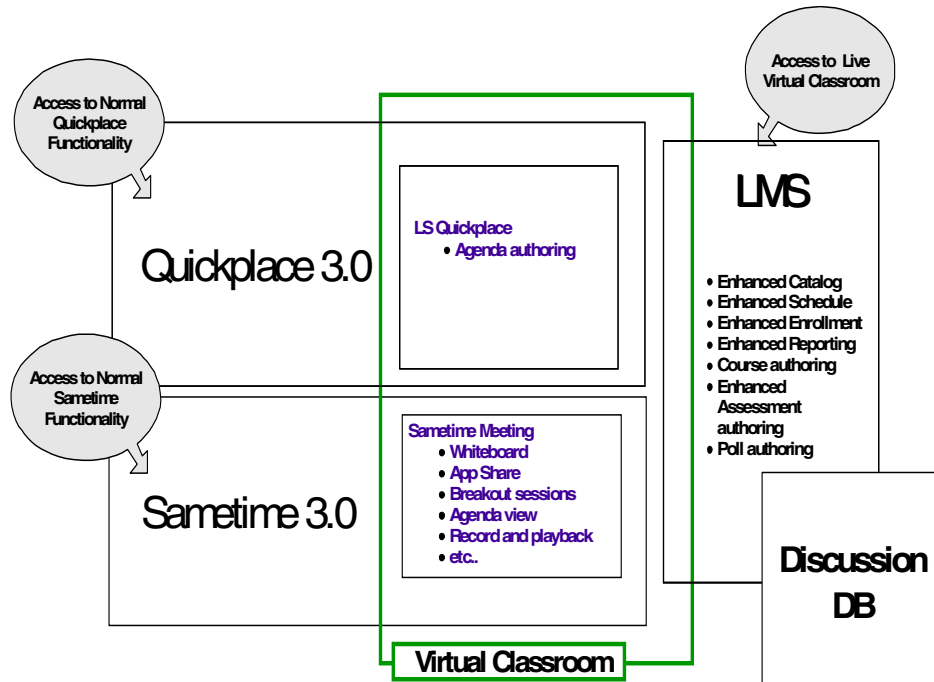 Access to Normal
Quickplace
Functionality
Access to Live
Virtual Classroom
Quickplace 3.0
LS Quickplace
• Agenda authoring
LMS
• Enhanced Catalog
• Enhanced Schedule
• Enhanced Enrollment
• Enhanced Reporting
• Course authoring
• Enhanced
Assessment
authoring
• Poll authoring
Access to Normal
Sametime
Functionality
Sametime 3.0
Sametime Meeting
• Whiteboard
• App Share
• Breakout sessions
• Agenda view
• Record and playback
• etc..
Discussion
DB
Virtual Classroom